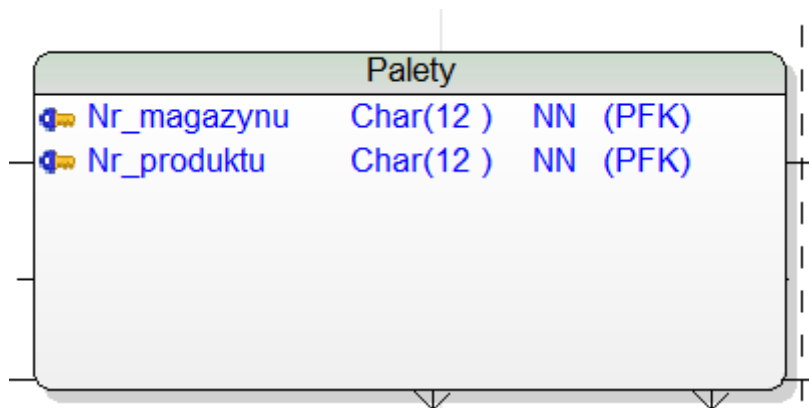 Palety
Nr_magazynu Char(12 ) NN (PFK)
Nr_produktu Char(12 ) NN (PFK)